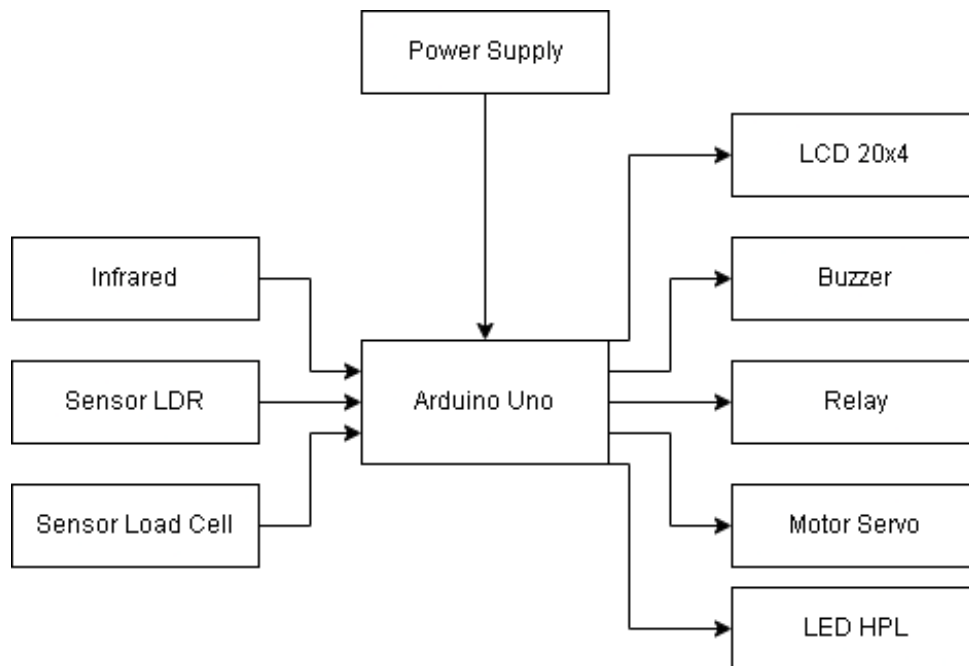 Power Supply
LCD 20x4
Infrared
Buzzer
Sensor LDR
Arduino Uno
Relay
Sensor Load Cell
Motor Servo
LED HPL